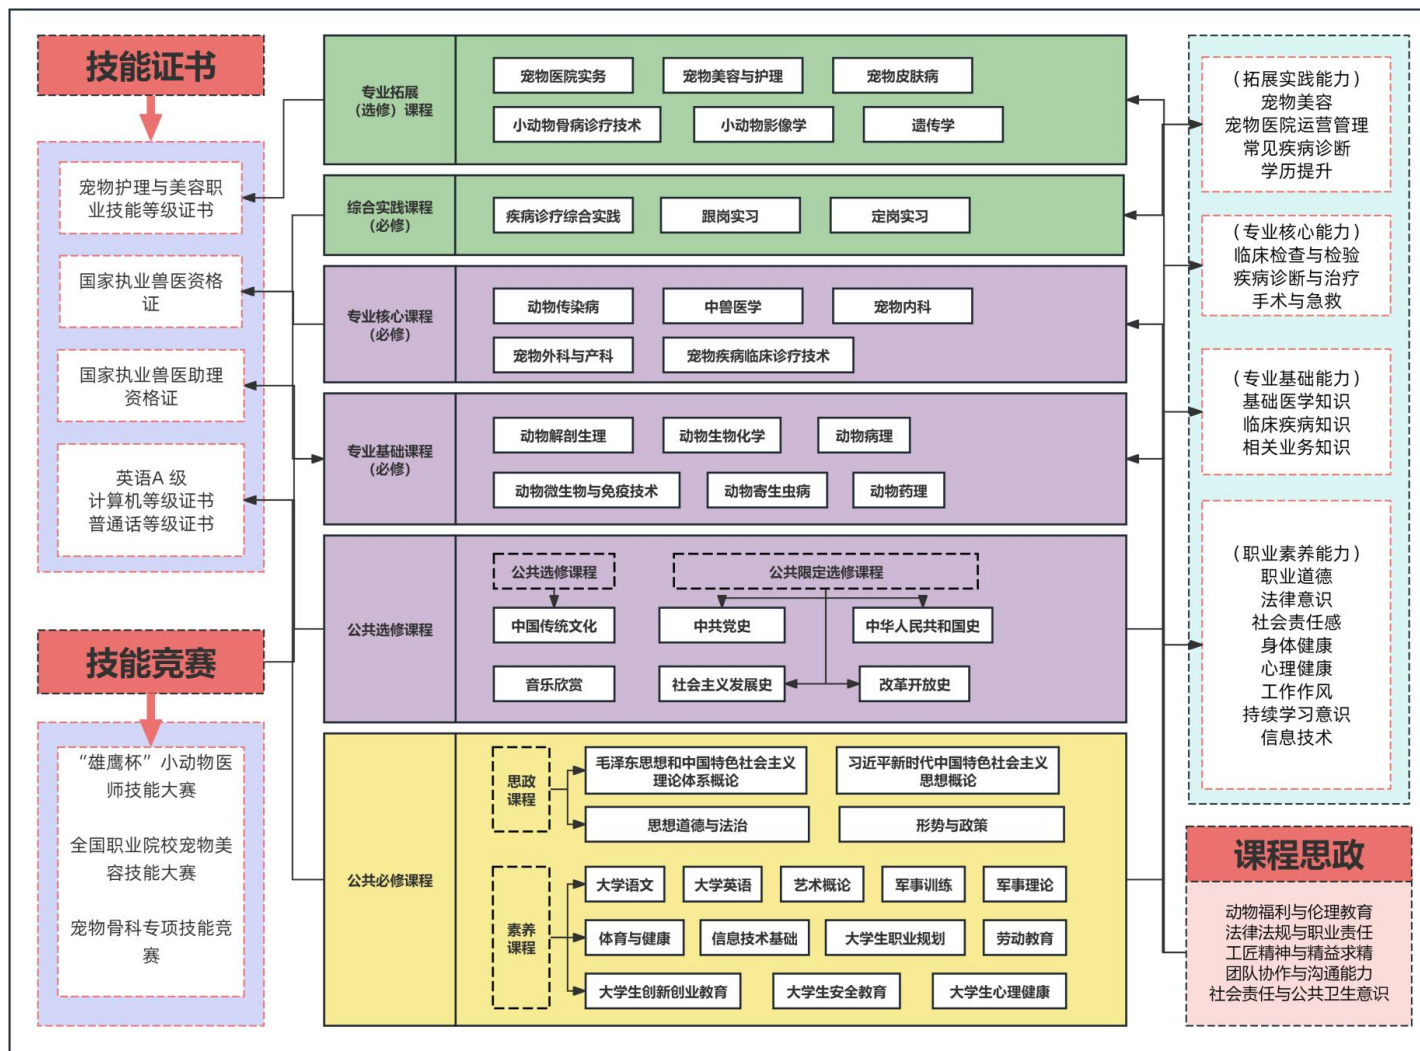 技能证书
宠物护理与美容职
业技能等级证书
国家执业兽医资格
证
国家执业兽医助理
资格证
英语A 级
计算机等级证书
普通话等级证书
技能竞赛
“雄鹰杯”小动物医
师技能大赛
全国职业院校宠物美
容技能大赛
宠物骨科专项技能竞
赛
专业拓展
（选修）课程
宠物医院实务
宠物美容与护理
宠物皮肤病
小动物骨病诊疗技术
小动物影像学
遗传学
综合实践课程
（必修）
疾病诊疗综合实践
跟岗实习
定岗实习
专业核心课程
（必修）
动物传染病
中兽医学
宠物内科
宠物外科与产科
宠物疾病临床诊疗技术
专业基础课程
（必修）
动物解剖生理
动物生物化学
动物病理
动物微生物与免疫技术
动物寄生虫病
动物药理
公共选修课程
公共选修课程
公共限定选修课程
中国传统文化
中共党史
中华人民共和国史
音乐欣赏
社会主义发展史
改革开放史
公共必修课程
思政
课程
毛泽东思想和中国特色社会主义
理论体系概论
习近平新时代中国特色社会主义
思想概论
思想道德与法治
形势与政策
素养
课程
大学语文
大学英语
艺术概论
军事训练
军事理论
体育与健康
信息技术基础
大学生职业规划
劳动教育
大学生创新创业教育
大学生安全教育
大学生心理健康
（拓展实践能力）
宠物美容
宠物医院运营管理
常见疾病诊断
学历提升
（专业核心能力）
临床检查与检验
疾病诊断与治疗
手术与急救
（专业基础能力）
基础医学知识
临床疾病知识
相关业务知识
（职业素养能力）
职业道德
法律意识
社会责任感
身体健康
心理健康
工作作风
持续学习意识
信息技术
课程思政
动物福利与伦理教育
法律法规与职业责任
工匠精神与精益求精
团队协作与沟通能力
社会责任与公共卫生意识